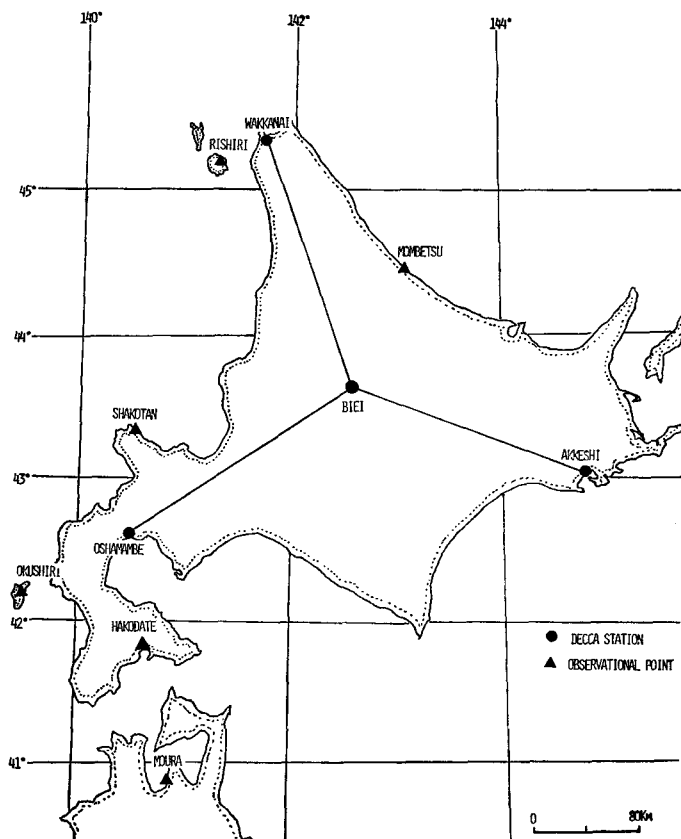 140°
142°
144°
WAKKANAI
RISHIRI
45°
MOMBETSU
44°
BIEI
SHAKOTAN
AKKESHI
43°
OSHAMAMBE
OKUSHIRI
42°
HAKODATE
DECCA STATION
OBSERVATIONAL POINT
41°
MOURA
0
80Km